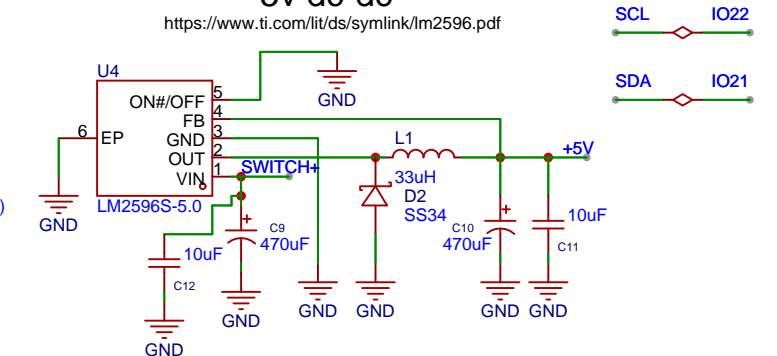 https://www.ti.com/lit/ds/symlink/lm2596.pdf
SCL IO22
SDA IO21
U4
ON#/OFF 5
FB 4
GND 3
OUT 2
VIN 1
6 EP
LM2596S-5.0
GND
GND
SWITCH+
L1
33uH
D2
SS34
+5V
+
C9
470uF
10uF
C12
+
C10
470uF
10uF
C11
)
GND
GND
GND
GND
GND
GND
GND